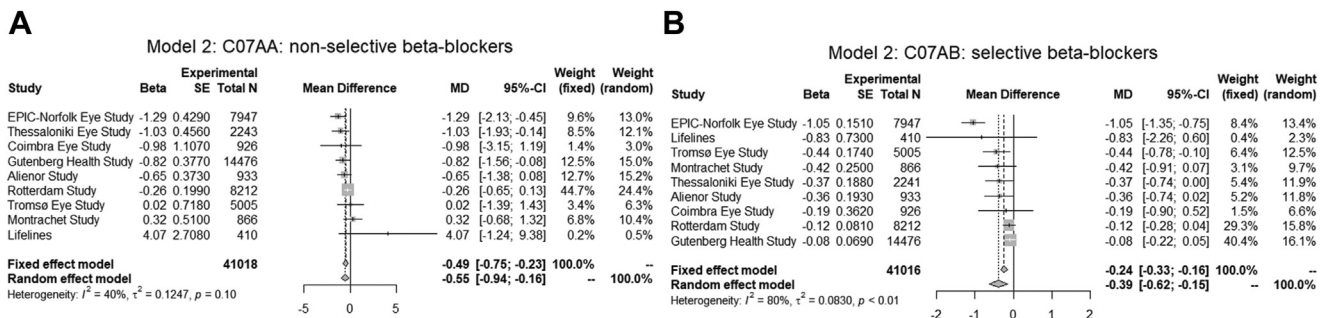 A
Model 2: C07AA: non-selective beta-blockers
Experimental Weight Weight
Study Beta SE Total N Mean Difference MD 95%-CI (fixed) (random)
EPIC-Norfolk Eye Study -1.29 0.4290 7947 -1.29 [-2.13; -0.45] 9.6% 13.0%
Thessaloniki Eye Study -1.03 0.4560 2243 -1.03 [-1.93; -0.14] 8.5% 12.1%
Coimbra Eye Study -0.98 1.1070 926 -0.98 [-3.15; 1.19] 1.4% 3.0%
Gutenberg Health Study -0.82 0.3770 14476 -0.82 [-1.56; -0.08] 12.5% 15.0%
Alienor Study -0.65 0.3730 933 -0.65 [-1.38; 0.08] 12.7% 15.2%
Rotterdam Study -0.26 0.1990 8212 -0.26 [-0.65; 0.13] 44.7% 24.4%
Tromsø Eye Study 0.02 0.7180 5005 0.02 [-1.39; 1.43] 3.4% 6.3%
Montrachet Study 0.32 0.5100 866 0.32 [-0.68; 1.32] 6.8% 10.4%
Lifelines 4.07 2.7080 410 4.07 [-1.24; 9.38] 0.2% 0.5%
Fixed effect model 41018 -0.49 [-0.75; -0.23] 100.0% --
Random effect model -0.55 [-0.94; -0.16] -- 100.0%
Heterogeneity: I² = 40%, τ² = 0.1247, p = 0.10
-5 0 5
B
Model 2: C07AB: selective beta-blockers
Experimental Weight Weight
Study Beta SE Total N Mean Difference MD 95%-CI (fixed) (random)
EPIC-Norfolk Eye Study -1.05 0.1510 7947 -1.05 [-1.35; -0.75] 8.4% 13.4%
Lifelines -0.83 0.7300 410 -0.83 [-2.26; 0.60] 0.4% 2.3%
Tromsø Eye Study -0.44 0.1740 5005 -0.44 [-0.78; -0.10] 6.4% 12.5%
Montrachet Study -0.42 0.2500 866 -0.42 [-0.91; 0.07] 3.1% 9.7%
Thessaloniki Eye Study -0.37 0.1880 2241 -0.37 [-0.74; 0.00] 5.4% 11.9%
Alienor Study -0.36 0.1930 933 -0.36 [-0.74; 0.02] 5.2% 11.8%
Coimbra Eye Study -0.19 0.3620 926 -0.19 [-0.90; 0.52] 1.5% 6.6%
Rotterdam Study -0.12 0.0810 8212 -0.12 [-0.28; 0.04] 29.3% 15.8%
Gutenberg Health Study -0.08 0.0690 14476 -0.08 [-0.22; 0.05] 40.4% 16.1%
Fixed effect model 41016 -0.24 [-0.33; -0.16] 100.0% --
Random effect model -0.39 [-0.62; -0.15] -- 100.0%
Heterogeneity: I² = 80%, τ² = 0.0830, p < 0.01
-2 -1 0 1 2